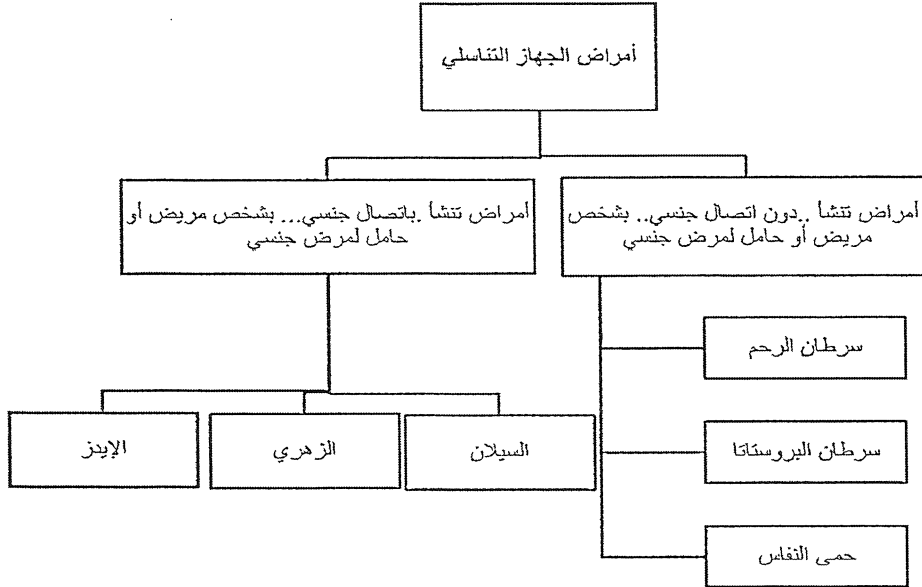 أمراض الجهاز التناسلي
أمراض تنشأ ..دون اتصال جنسي.. بشخص
مريض أو حامل لمرض جنسي
أمراض تنشأ .باتصال جنسي... بشخص مريض أو
حامل لمرض جنسي
سرطان الرحم
سرطان البروستاتا
حمى النفاس
السيلان
الزهري
الإيدز